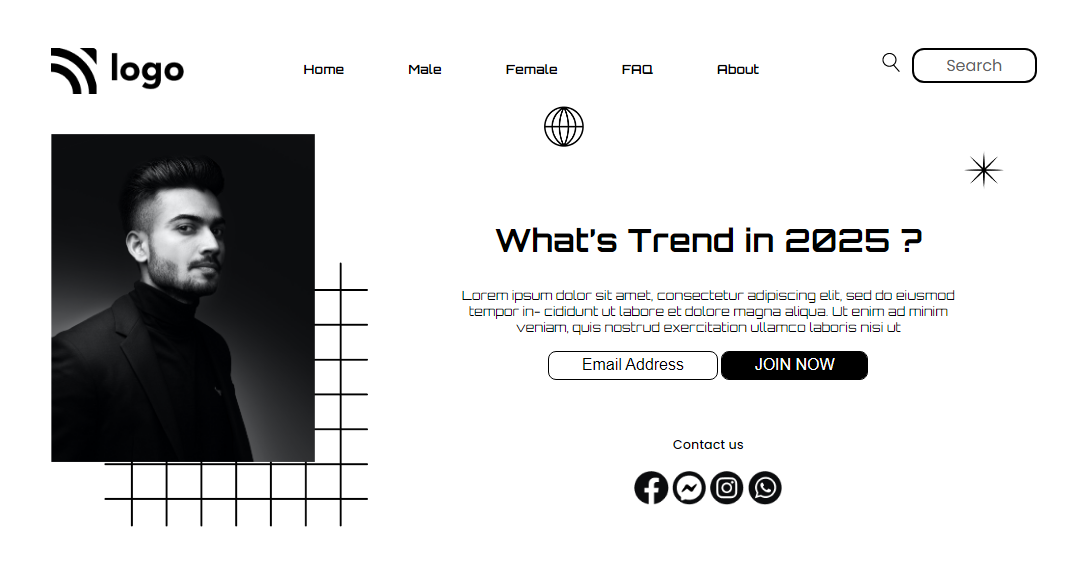 logo
Home Male Female FAQ About
Search
What's Trend in 2025 ?
Lorem ipsum dolor sit amet, consectetur adipiscing elit, sed do eiusmod
tempor in- cididunt ut labore et dolore magna aliqua. Ut enim ad minim
veniam, quis nostrud exercitation ullamco laboris nisi ut
Email Address JOIN NOW
Contact us